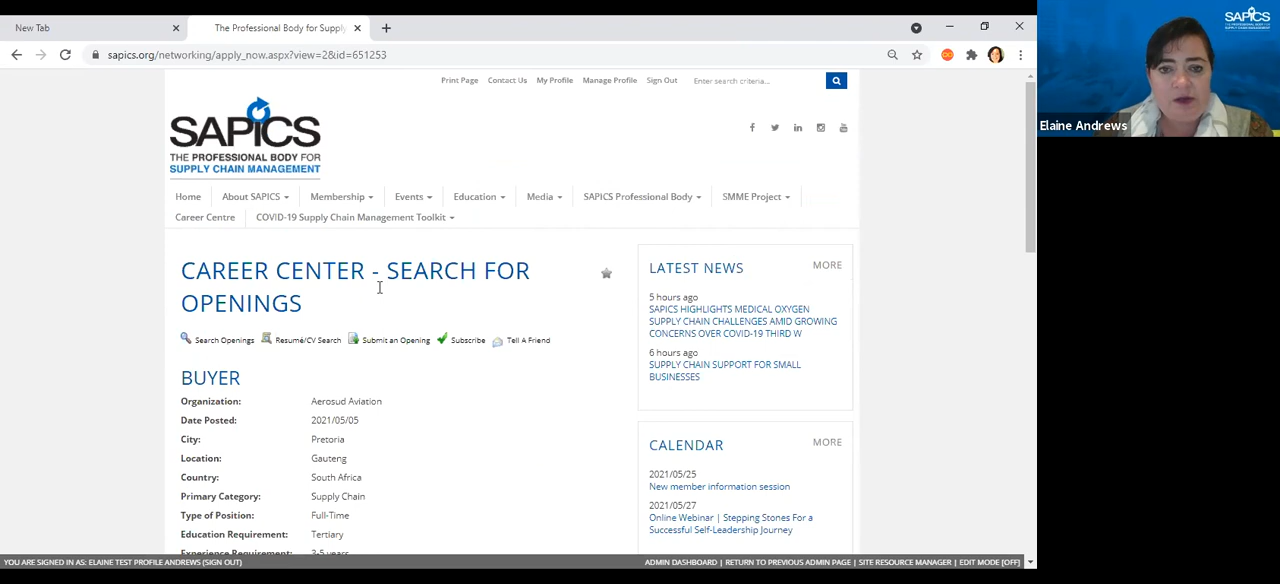 New Tab
The Professional Body for Supply
sapics.org/networking/apply_now.aspx?view=2&id=651253
Print Page Contact Us My Profile Manage Profile Sign Out Enter search criteria...
SAPICS
THE PROFESSIONAL BODY FOR
SUPPLY CHAIN MANAGEMENT
Home About SAPICS Membership Events Education Media SAPICS Professional Body SMME Project
Career Centre COVID-19 Supply Chain Management Toolkit
CAREER CENTER - SEARCH FOR
OPENINGS
Search Openings Resumé/CV Search Submit an Opening Subscribe Tell A Friend
BUYER
Organization: Aerosud Aviation
Date Posted: 2021/05/05
City: Pretoria
Location: Gauteng
Country: South Africa
Primary Category: Supply Chain
Type of Position: Full-Time
Education Requirement: Tertiary
Experience Requirement: 3-5 years
LATEST NEWS MORE
5 hours ago
SAPICS HIGHLIGHTS MEDICAL OXYGEN
SUPPLY CHAIN CHALLENGES AMID GROWING
CONCERNS OVER COVID-19 THIRD W
6 hours ago
SUPPLY CHAIN SUPPORT FOR SMALL
BUSINESSES
CALENDAR MORE
2021/05/25
New member information session
2021/05/27
Online Webinar | Stepping Stones For a
Successful Self-Leadership Journey
YOU ARE SIGNED IN AS: ELAINE TEST PROFILE ANDREWS (SIGN OUT) ADMIN DASHBOARD | RETURN TO PREVIOUS ADMIN PAGE | SITE RESOURCE MANAGER | EDIT MODE [OFF]
SAPICS
Elaine Andrews